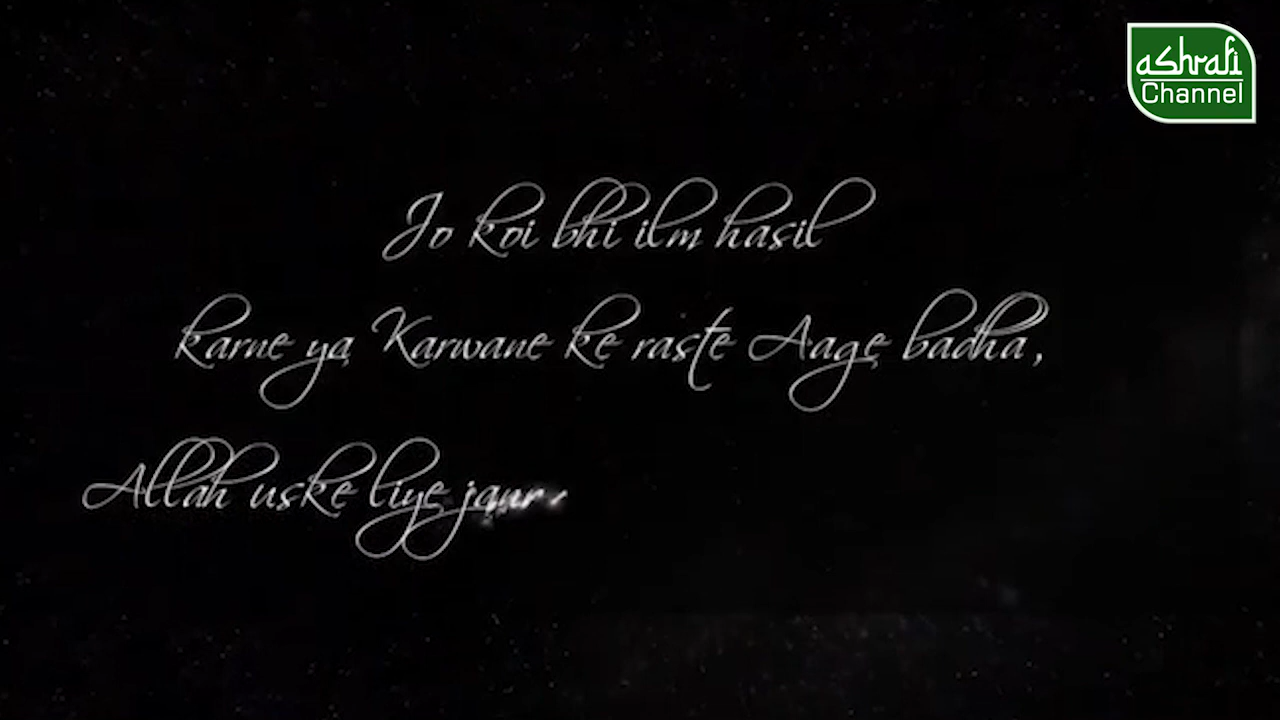 ashrafi
Channel
Jo koi bhi ilm hasil
karne ya Karwane ke raste Aage badha,
Allah uske liye